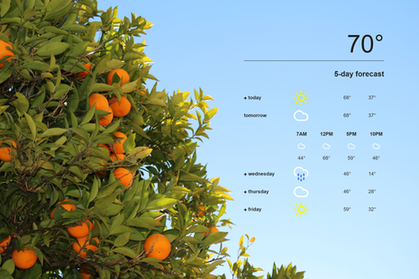 70°
5-day forecast
+ today 68° 37°
tomorrow 68° 37°
7AM 12PM 5PM 10PM
44° 68° 59° 46°
+ wednesday 46° 14°
+ thursday 46° 28°
+ friday 59° 32°